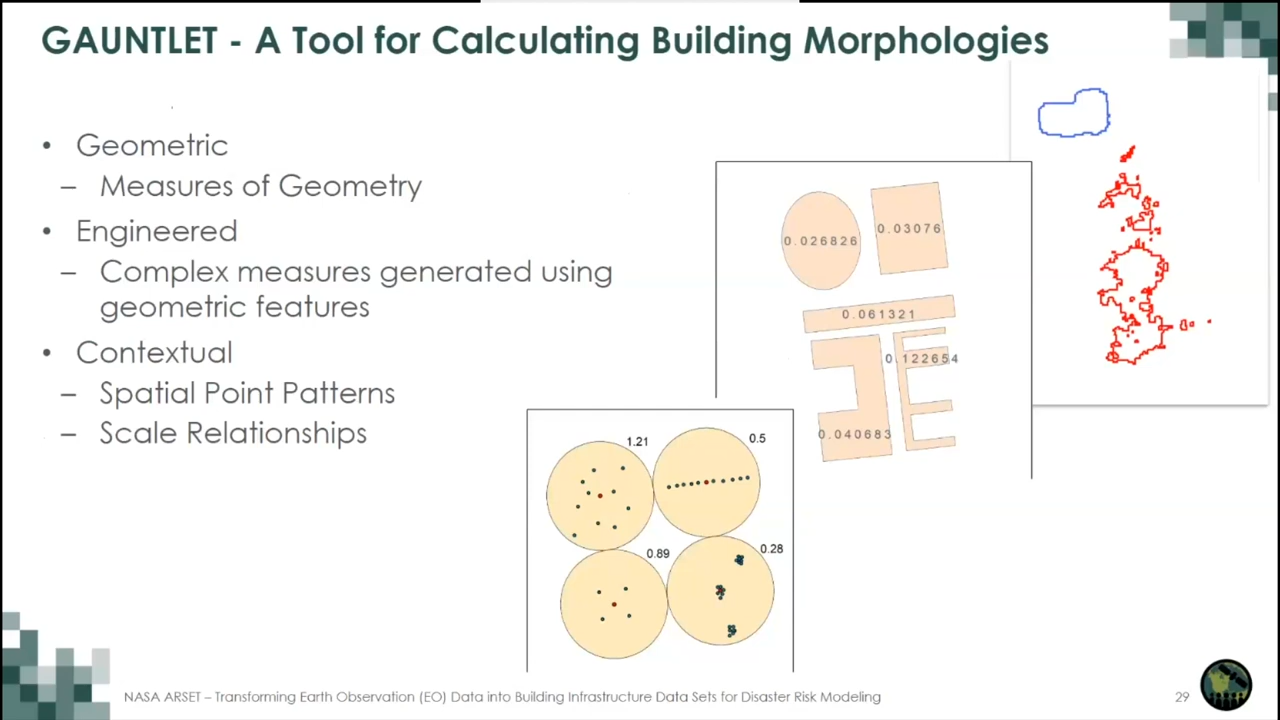 GAUNTLET - A Tool for Calculating Building Morphologies
• Geometric
– Measures of Geometry
• Engineered
– Complex measures generated using
geometric features
• Contextual
– Spatial Point Patterns
– Scale Relationships
0.026826
0.03076
0.061321
0.122654
0.040683
1.21
0.5
0.89
0.28
NASA ARSET – Transforming Earth Observation (EO) Data into Building Infrastructure Data Sets for Disaster Risk Modeling
29